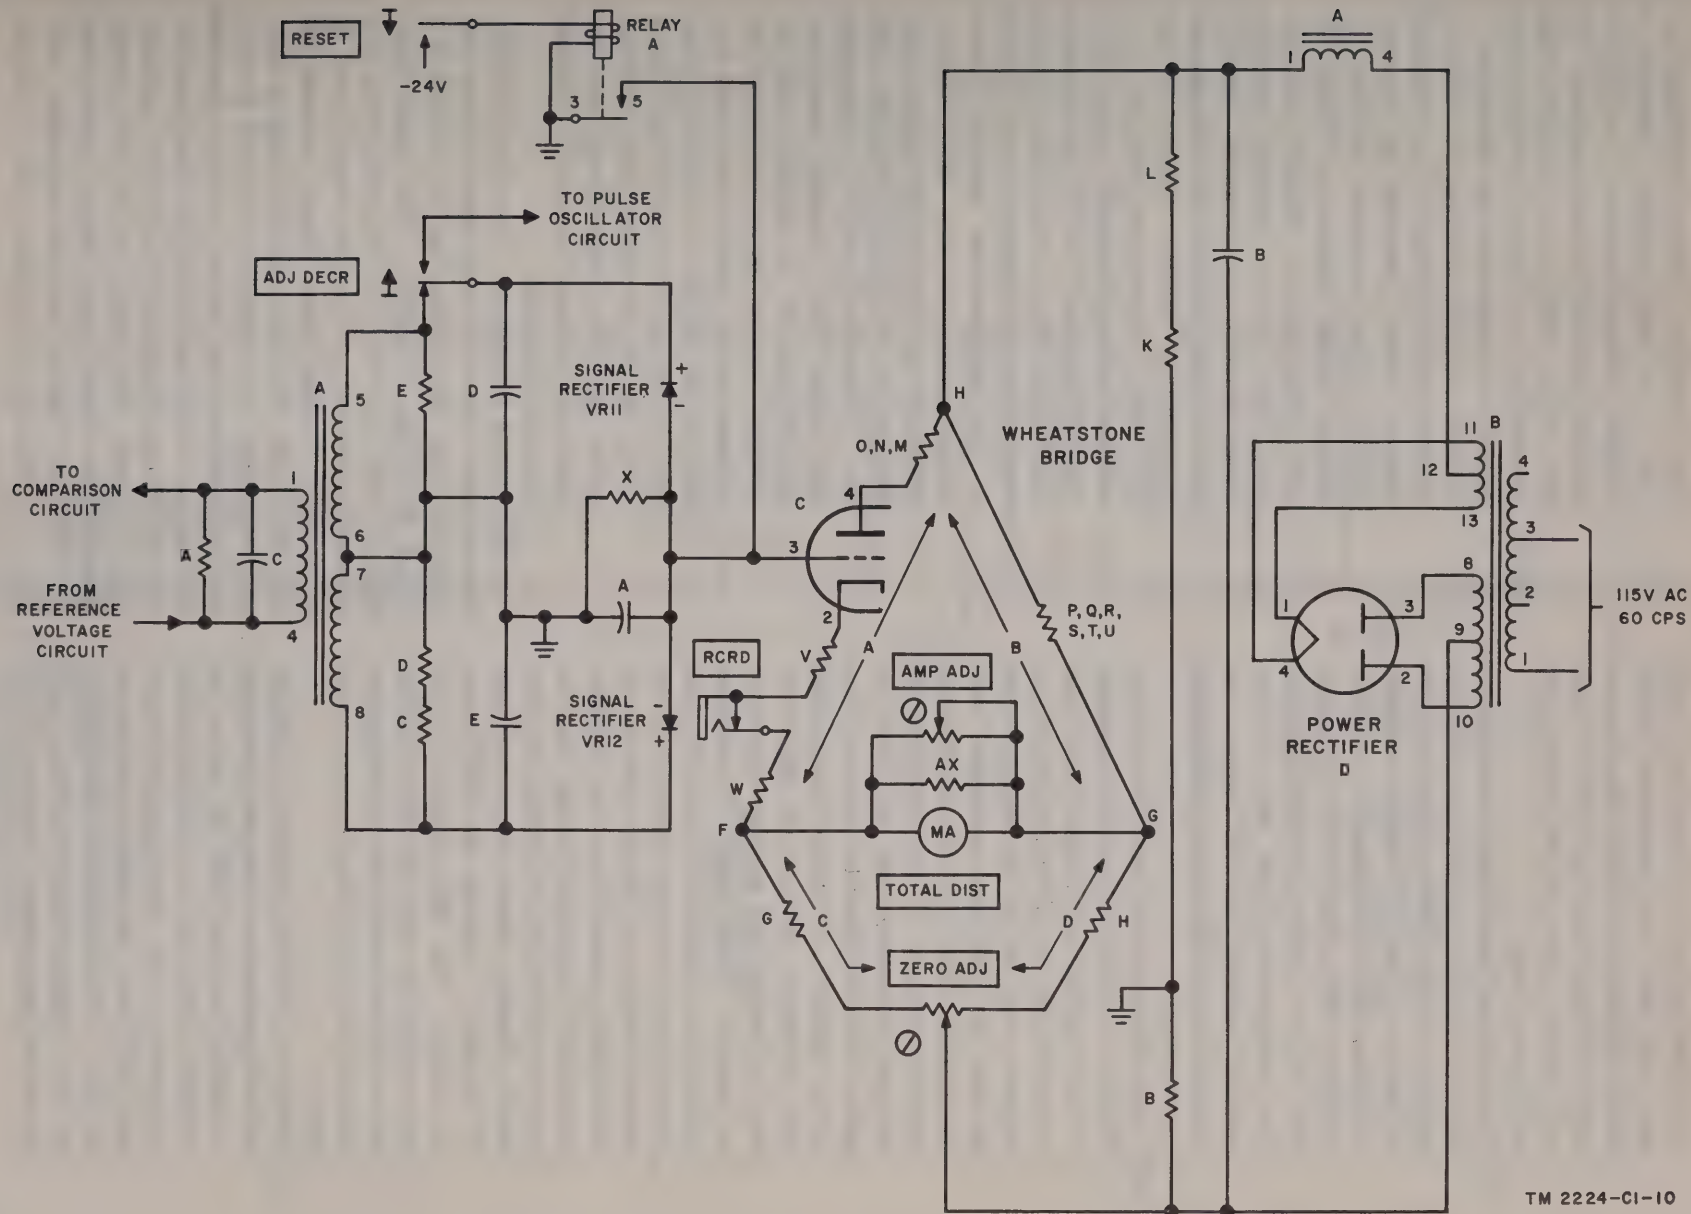 RESET
-24V
RELAY
A
3
5
A
1
4
TO PULSE
OSCILLATOR
CIRCUIT
ADJ DECR
L
K
B
A
5
E
D
SIGNAL
RECTIFIER
VR11
+
-
H
O,N,M
WHEATSTONE
BRIDGE
TO
COMPARISON
CIRCUIT
1
6
X
C
4
3
7
A
C
FROM
REFERENCE
VOLTAGE
CIRCUIT
4
A
2
D
C
8
E
SIGNAL
RECTIFIER
VR12
-
+
RCRD
V
W
A
B
P,Q,R,
S,T,U
AMP ADJ
AX
MA
F
G
TOTAL DIST
G
C
D
H
ZERO ADJ
B
11
B
12
13
4
3
8
2
9
1
10
1
4
3
2
115V AC
60 CPS
POWER
RECTIFIER
D
TM 2224-C1-10